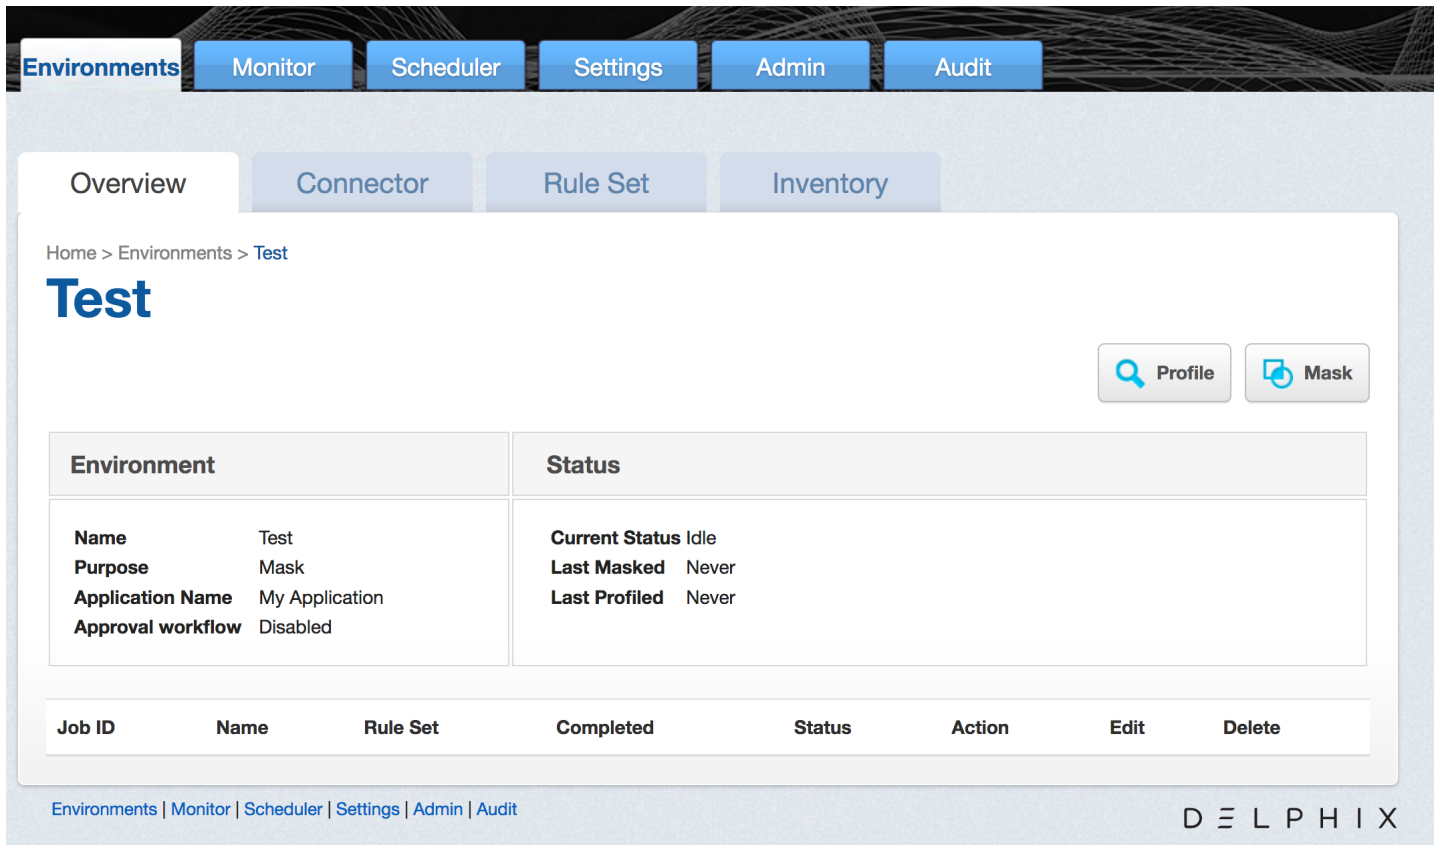 Environments Monitor Scheduler Settings Admin Audit
Overview Connector Rule Set Inventory
Home > Environments > Test
Test
Profile Mask
Environment Status
Name Test Current Status Idle
Purpose Mask Last Masked Never
Application Name My Application Last Profiled Never
Approval workflow Disabled
Job ID Name Rule Set Completed Status Action Edit Delete
Environments | Monitor | Scheduler | Settings | Admin | Audit
DELPHIX